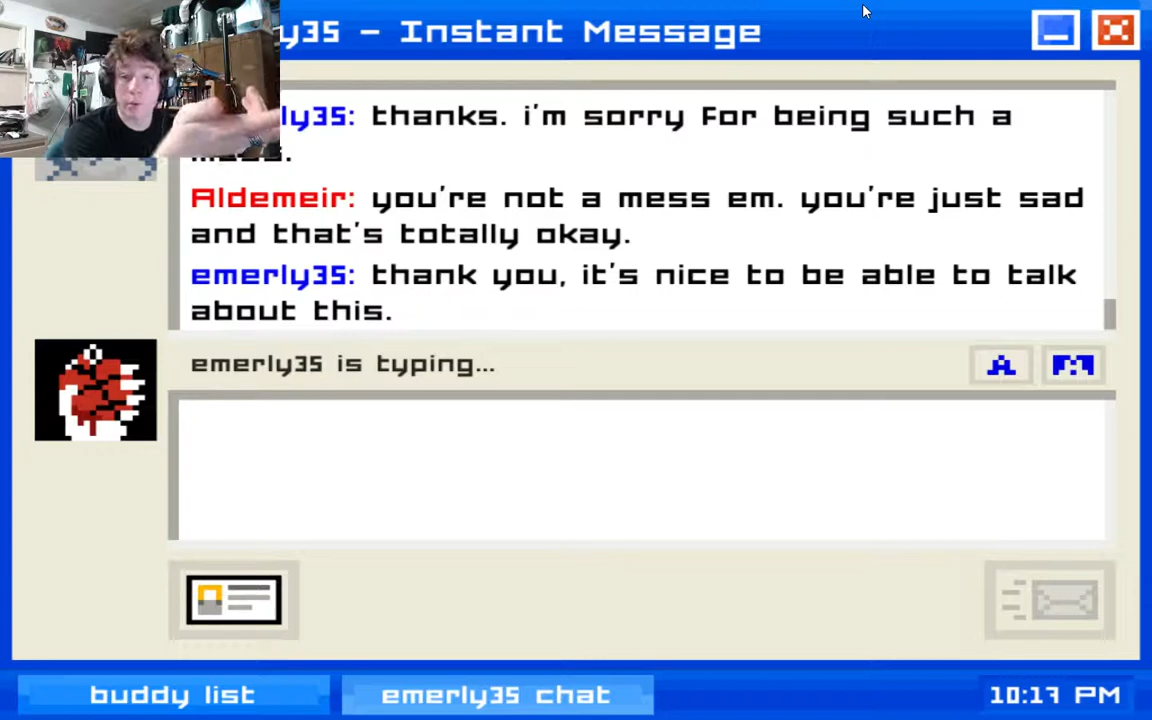 y35 - Instant Message
ly35: thanks. i'm sorry for being such a
Aldemeir: you're not a mess em. you're just sad
and that's totally okay.
emerly35: thank you, it's nice to be able to talk
about this.
emerly35 is typing...
A
buddy list
emerly35 chat
10:17 PM